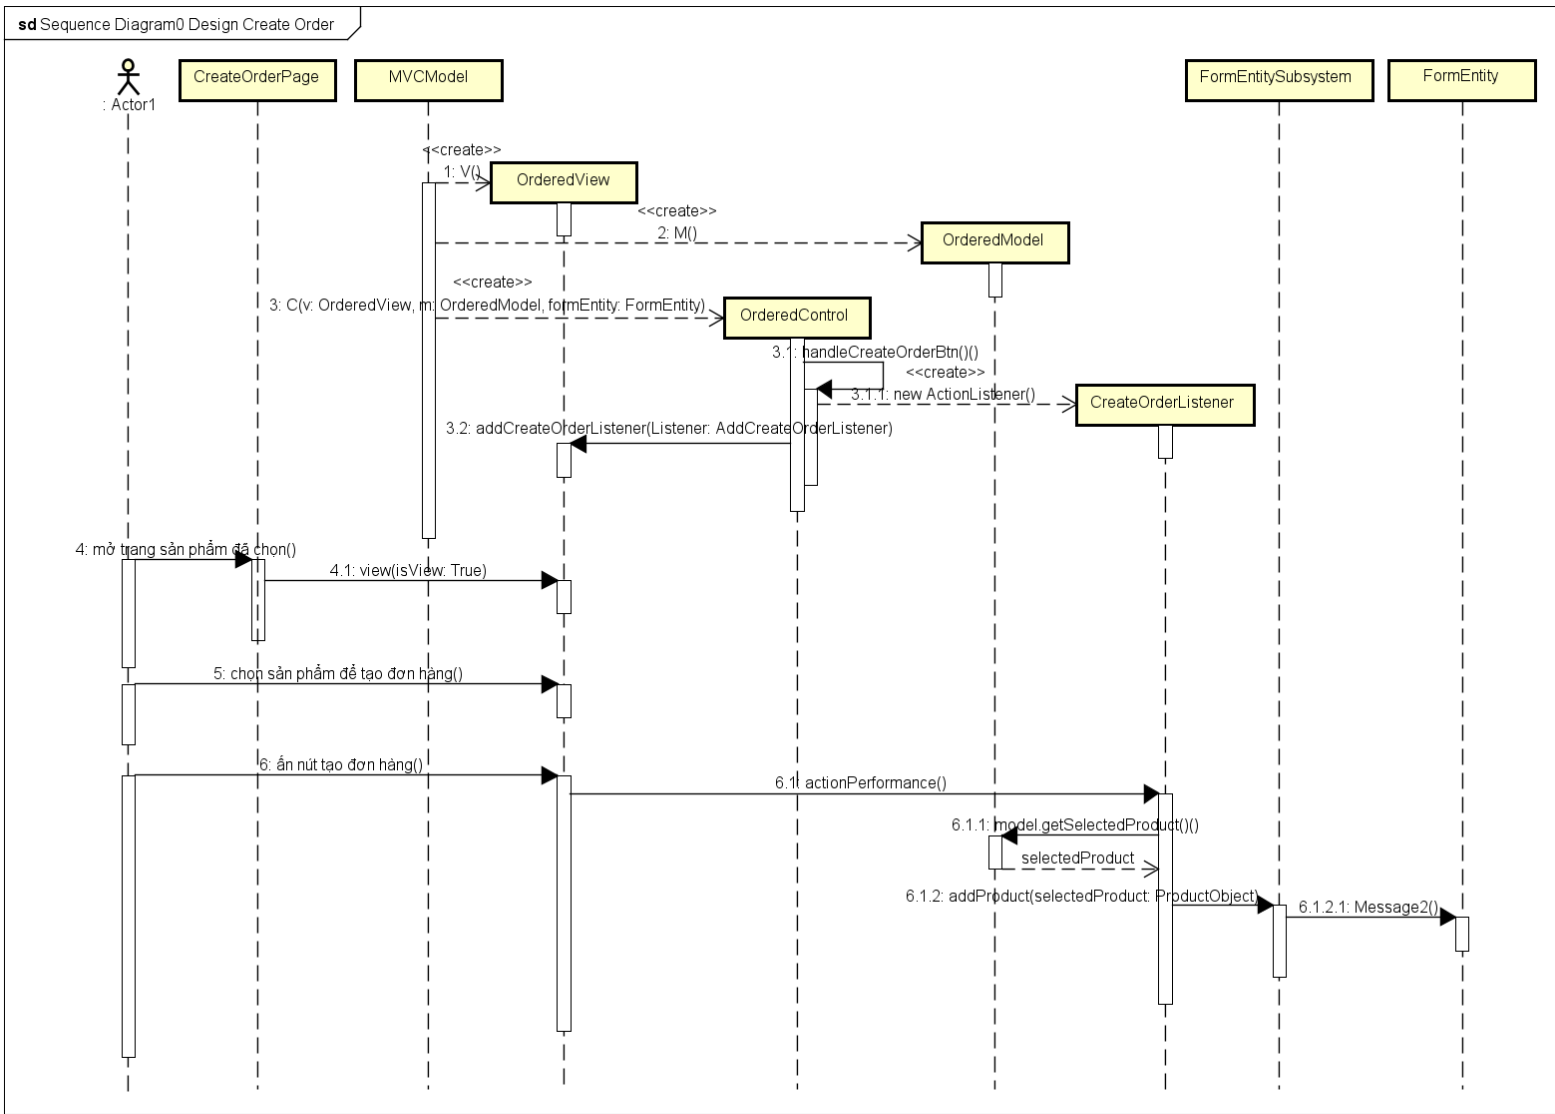 sd Sequence Diagram0 Design Create Order
: Actor1
CreateOrderPage
MVCModel
FormEntitySubsystem
FormEntity
<<create>>
1: V()
OrderedView
<<create>>
2: M()
OrderedModel
<<create>>
3: C(v: OrderedView, m: OrderedModel, formEntity: FormEntity)
OrderedControl
3.1: handleCreateOrderBtn()()
<<create>>
3.1.1: new ActionListener()
CreateOrderListener
3.2: addCreateOrderListener(Listener: AddCreateOrderListener)
4: mở trang sản phẩm đã chọn()
4.1: view(isView: True)
5: chọn sản phẩm để tạo đơn hàng()
6: ấn nút tạo đơn hàng()
6.1: actionPerformance()
6.1.1: model.getSelectedProduct()()
selectedProduct
6.1.2: addProduct(selectedProduct: ProductObject)
6.1.2.1: Message2()